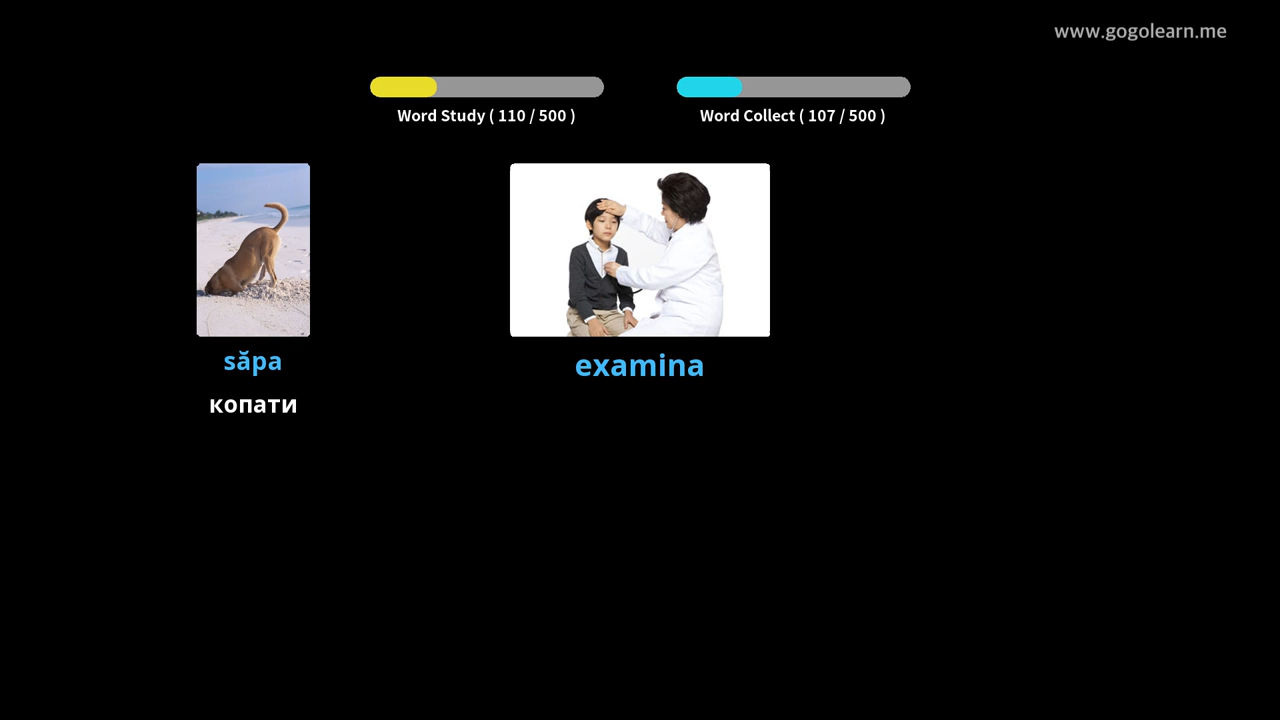 www.gogolearn.me
Word Study ( 110 / 500 )
Word Collect ( 107 / 500 )
săpa
копати
examina